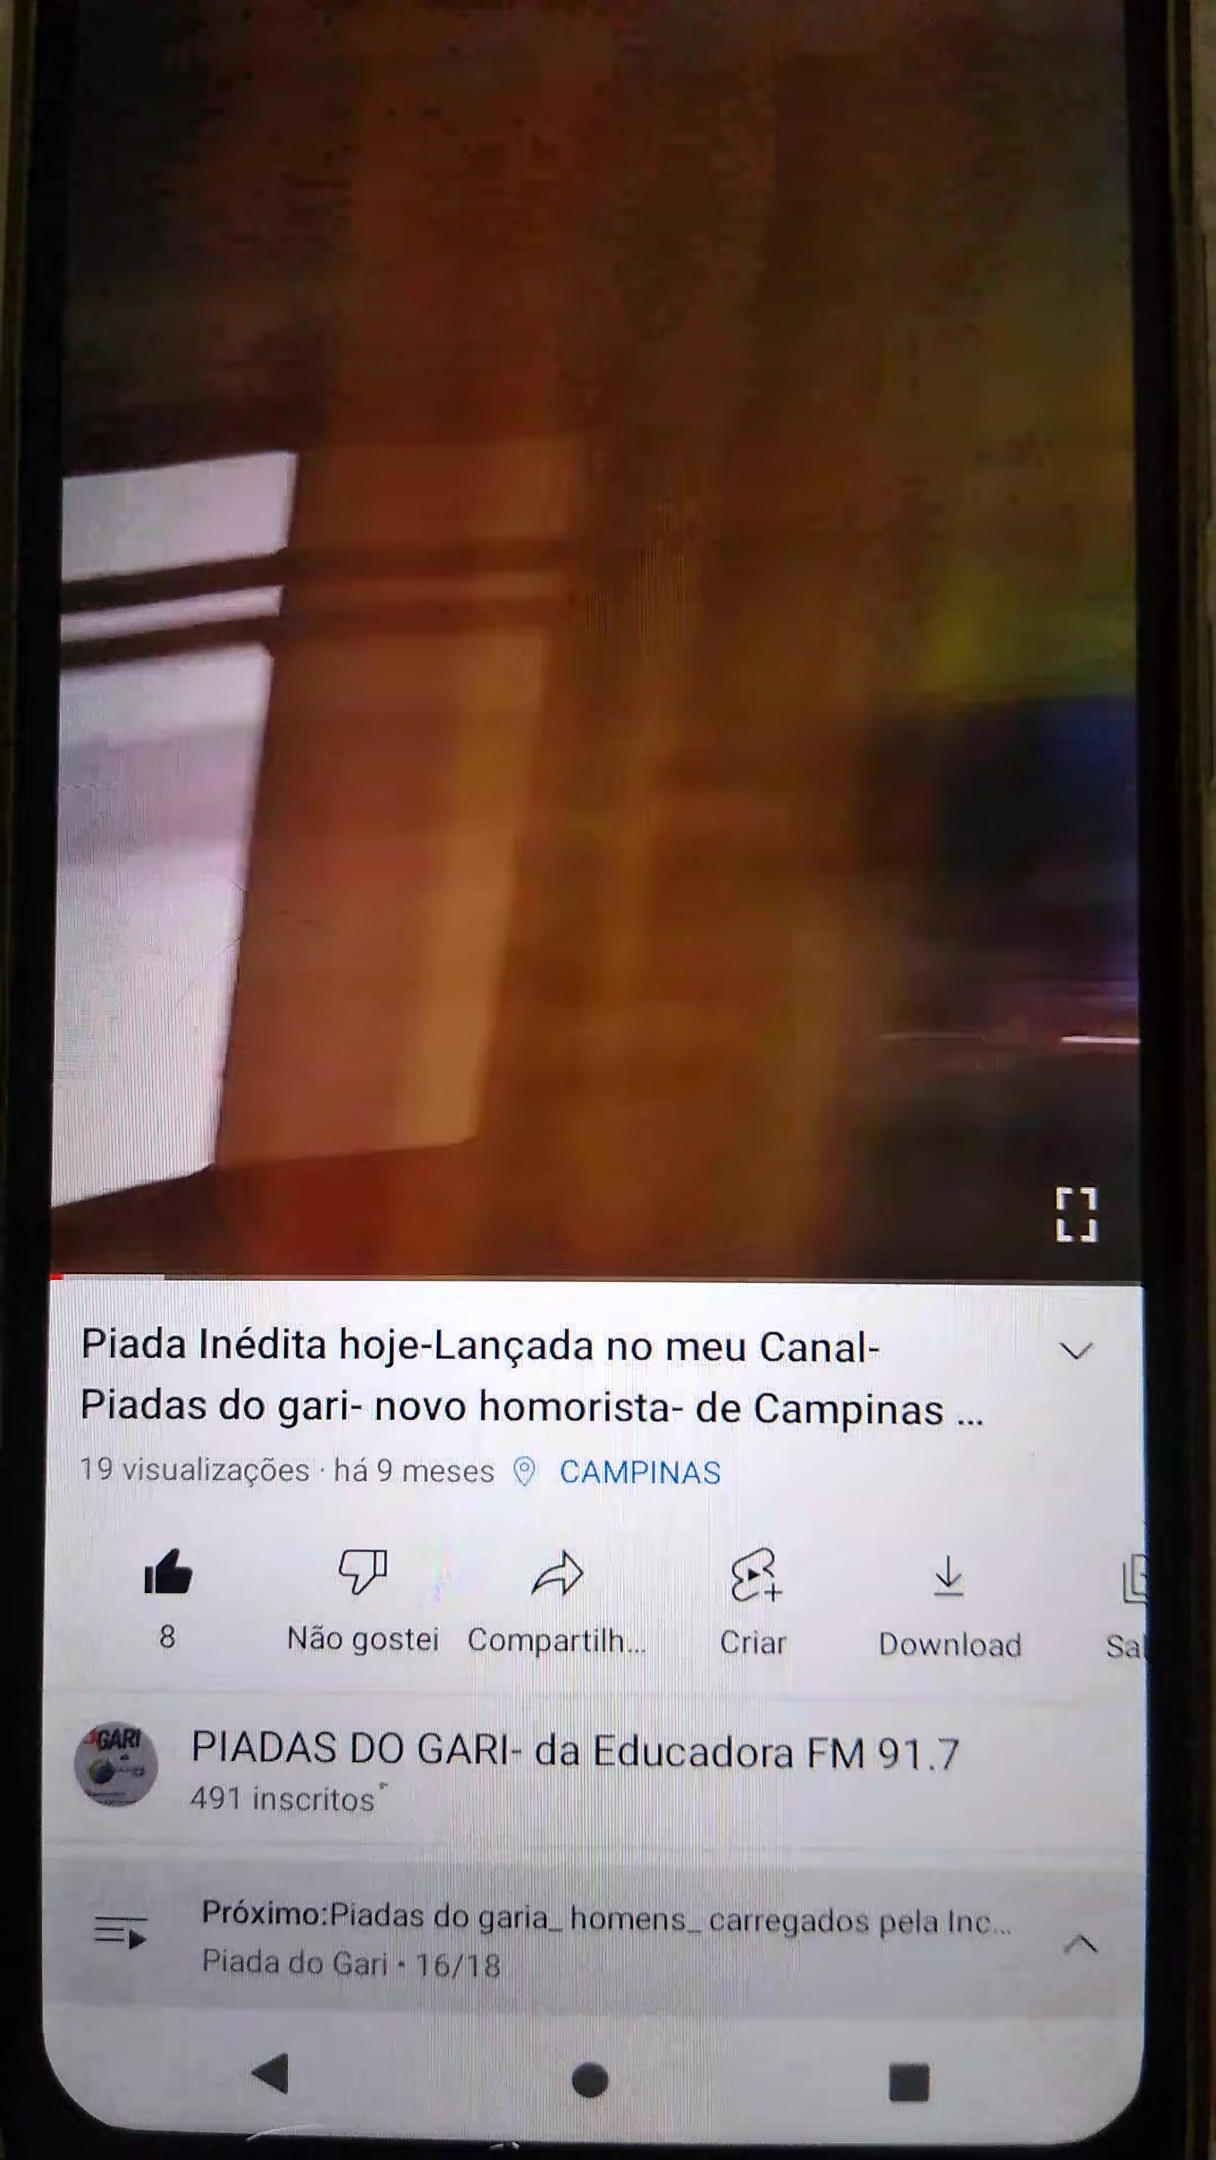 Piada Inédita hoje-Lançada no meu Canal-
Piadas do gari- novo homorista- de Campinas ...
19 visualizações · há 9 meses CAMPINAS
8
Não gostei
Compartilh...
Criar
Download
Sal
GARI
PIADAS DO GARI- da Educadora FM 91.7
491 inscritos
Próximo:Piadas do garia_ homens_ carregados pela Inc...
Piada do Gari • 16/18